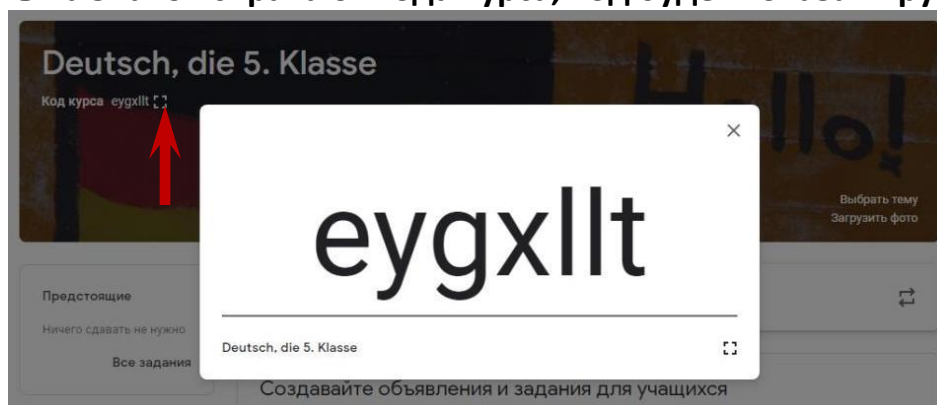 Deutsch, die 5. Klasse
Код курса eygxllt
Hello!
eygxllt
Выбрать тему
Загрузить фото
Предстоящие
Ничего сдавать не нужно
Все задания
Deutsch, die 5. Klasse
Создавайте объявления и задания для учащихся